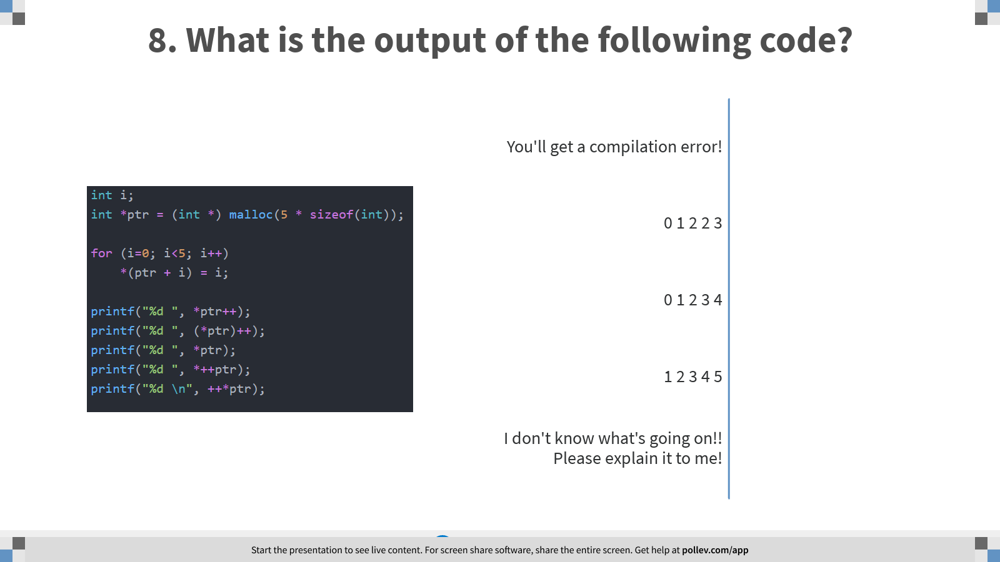 8. What is the output of the following code?
int i;
int *ptr = (int *) malloc(5 * sizeof(int));
for (i=0; i<5; i++)
*(ptr + i) = i;
printf("%d ", *ptr++);
printf("%d ", (*ptr)++);
printf("%d ", *ptr);
printf("%d ", *++ptr);
printf("%d \n", ++*ptr);
You'll get a compilation error!
0 1 2 2 3
0 1 2 3 4
1 2 3 4 5
I don't know what's going on!!
Please explain it to me!
Start the presentation to see live content. For screen share software, share the entire screen. Get help at pollev.com/app